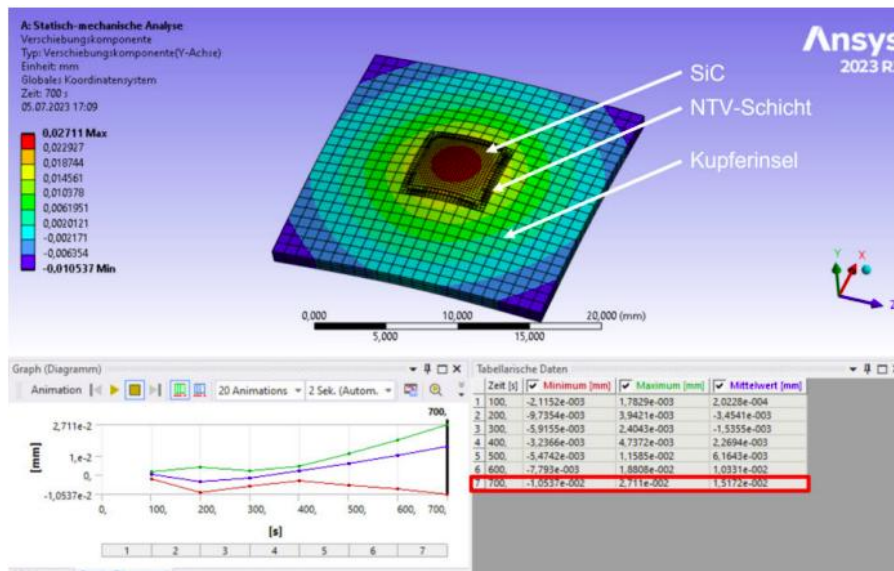 A: Statisch-mechanische Analyse
Verschiebungskomponente
Typ: Verschiebungskomponente(Y-Achse)
Einheit: mm
Globales Koordinatensystem
Zeit: 700 s
05.07.2023 17:09
0,02711 Max
0,022927
0,018744
0,014561
0,010378
0,0061951
0,0020121
-0,002171
-0,006354
-0,010537 Min
Ansys
2023 R
SiC
NTV-Schicht
Kupferinsel
Y
X
Z
0,000
10,000
20,000 (mm)
5,000
15,000
Graph (Diagramm)
Animation
20 Animations
2 Sek. (Autom.
700,
2,711e-2
1,e-2
0,
-1,0537e-2
[mm]
0, 100, 200, 300, 400, 500, 600, 700,
[s]
1 2 3 4 5 6 7
Tabellarische Daten
Zeit [s] Minimum [mm] Maximum [mm] Mittelwert [mm]
1 100, -2,1152e-003 1,7829e-003 2,0228e-004
2 200, -9,7354e-003 3,9421e-003 -3,4541e-003
3 300, -5,9155e-003 2,4043e-003 -1,5355e-003
4 400, -3,2366e-003 4,7372e-003 2,2694e-003
5 500, -5,4742e-003 1,1585e-002 6,1643e-003
6 600, -7,793e-003 1,8808e-002 1,0331e-002
7 700, -1,0537e-002 2,711e-002 1,5172e-002